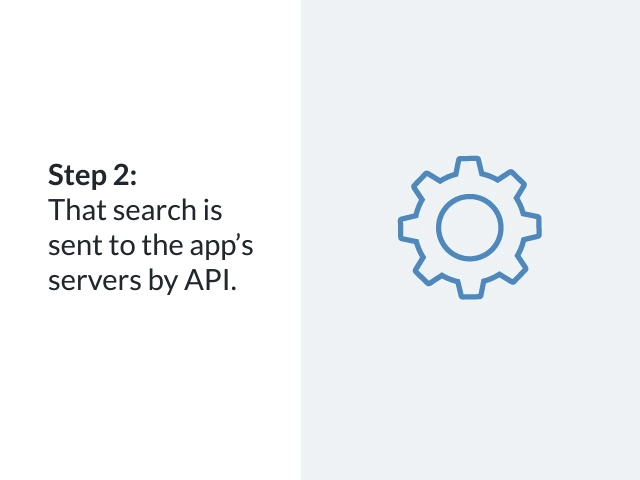 Step 2:
That search is
sent to the app’s
servers by API.